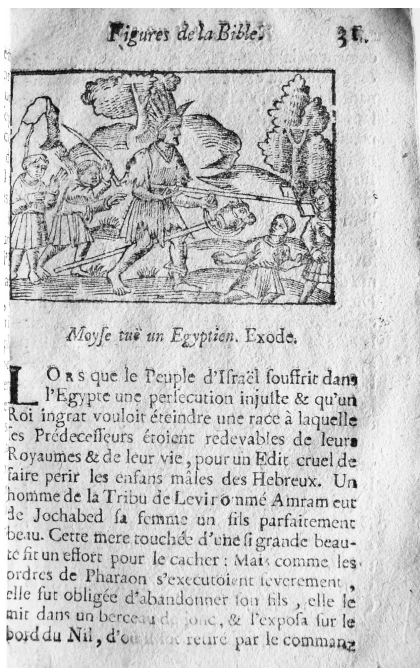 Figures de la Bible. 31.
Moyse tuë un Egyptien. Exode.
LORS que le Peuple d'Israël souffrit dans
l'Egypte une persecution injuste & qu'un
Roi ingrat vouloit éteindre une race à laquelle
ses Prédecesseurs étoient redevables de leurs
Royaumes & de leur vie, pour un Edit cruel de
faire perir les enfans mâles des Hebreux. Un
homme de la Tribu de Levi nommé Amram eut
de Jochabed sa femme un fils parfaitement
beau. Cette mere touchée d'une si grande beau-
té fit un effort pour le cacher : Mais comme les
ordres de Pharaon s'executoient severement,
elle fut obligée d'abandonner son fils, elle le
mit dans un berceau de jonc, & l'exposa sur le
bord du Nil, d'où retiré par le comman-